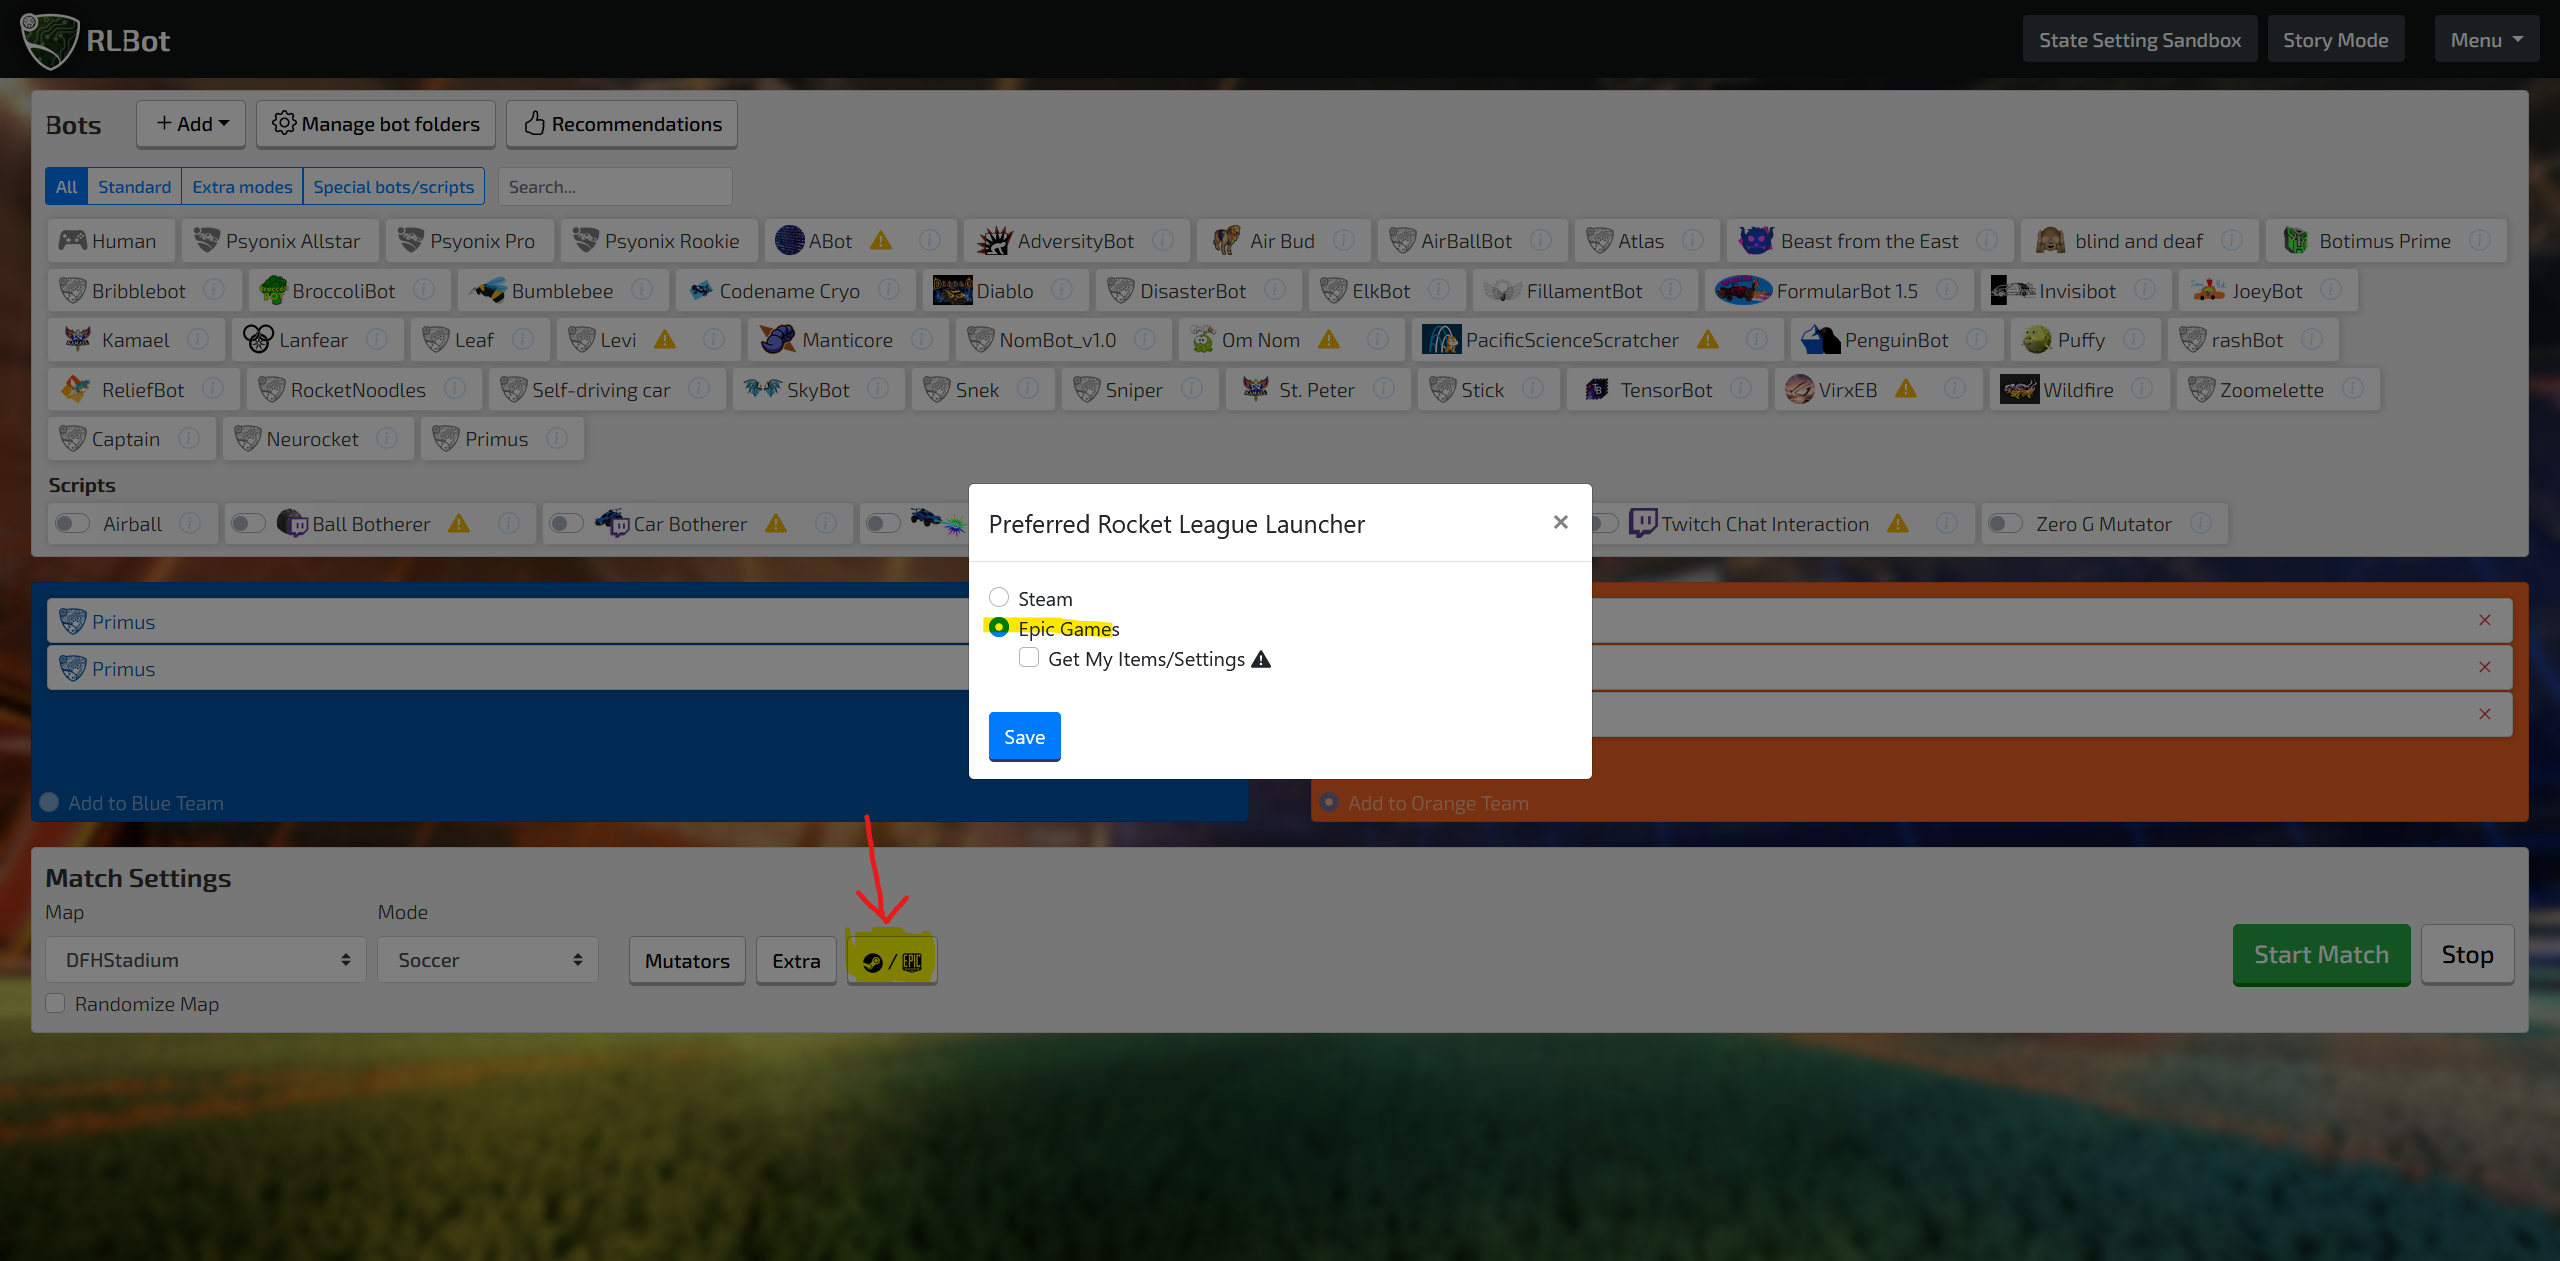 RLBot
State Setting Sandbox Story Mode Menu
Bots + Add Manage bot folders Recommendations
All Standard Extra modes Special bots/scripts Search...
Human Psyonix Allstar Psyonix Pro Psyonix Rookie ABot AdversityBot Air Bud AirBallBot Atlas Beast from the East blind and deaf Botimus Prime
Bribblebot BroccoliBot Bumblebee Codename Cryo Diablo DisasterBot ElkBot FillamentBot FormularBot 1.5 Invisibot JoeyBot
Kamael Lanfear Leaf Levi Manticore NomBot_v1.0 Om Nom PacificScienceScratcher PenguinBot Puffy rashBot
ReliefBot RocketNoodles Self-driving car SkyBot Snek Sniper St. Peter Stick TensorBot VirxEB Wildfire Zoomelette
Captain Neurocket Primus
Scripts
Airball Ball Botherer Car Botherer Twitch Chat Interaction Zero G Mutator
Preferred Rocket League Launcher ×
Steam
Epic Games
Get My Items/Settings
Save
Primus
Primus
Add to Blue Team Add to Orange Team
Match Settings
Map Mode
DFHStadium Soccer Mutators Extra / EPIC Start Match Stop
Randomize Map